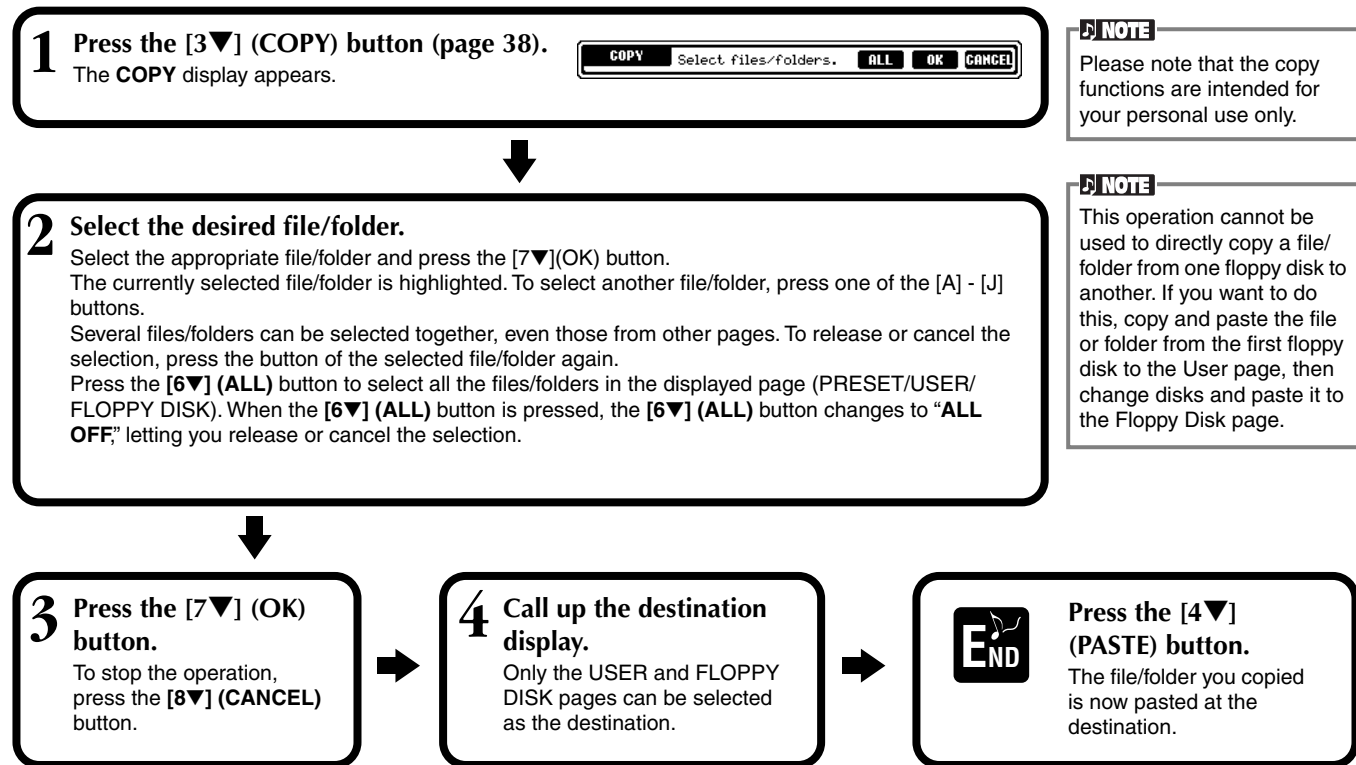 1 Press the [3▼] (COPY) button (page 38).
The COPY display appears.
COPY Select files/folders. ALL OK CANCEL
NOTE
Please note that the copy
functions are intended for
your personal use only.
2 Select the desired file/folder.
Select the appropriate file/folder and press the [7▼](OK) button.
The currently selected file/folder is highlighted. To select another file/folder, press one of the [A] - [J]
buttons.
Several files/folders can be selected together, even those from other pages. To release or cancel the
selection, press the button of the selected file/folder again.
Press the [6▼] (ALL) button to select all the files/folders in the displayed page (PRESET/USER/
FLOPPY DISK). When the [6▼] (ALL) button is pressed, the [6▼] (ALL) button changes to “ALL
OFF,” letting you release or cancel the selection.
NOTE
This operation cannot be
used to directly copy a file/
folder from one floppy disk to
another. If you want to do
this, copy and paste the file
or folder from the first floppy
disk to the User page, then
change disks and paste it to
the Floppy Disk page.
3 Press the [7▼] (OK)
button.
To stop the operation,
press the [8▼] (CANCEL)
button.
4 Call up the destination
display.
Only the USER and FLOPPY
DISK pages can be selected
as the destination.
END
Press the [4▼]
(PASTE) button.
The file/folder you copied
is now pasted at the
destination.